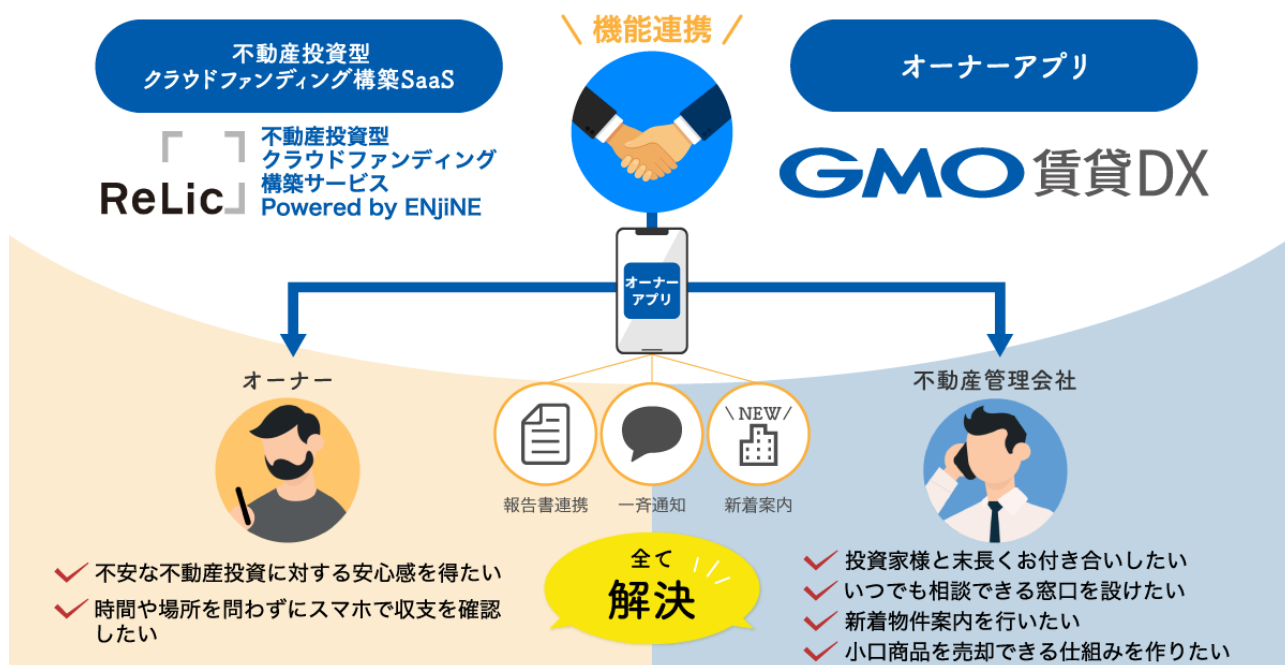 不動産投資型
クラウドファンディング構築SaaS
\ 機能連携 /
オーナーアプリ
ReLic
不動産投資型
クラウドファンディング
構築サービス
Powered by ENjiNE
GMO賃貸DX
オーナー
アプリ
オーナー
不動産管理会社
\ NEW /
報告書連携
一斉通知
新着案内
全て
解決
不安な不動産投資に対する安心感を得たい
時間や場所を問わずにスマホで収支を確認
したい
投資家様と末長くお付き合いしたい
いつでも相談できる窓口を設けたい
新着物件案内を行いたい
小口商品を売却できる仕組みを作りたい